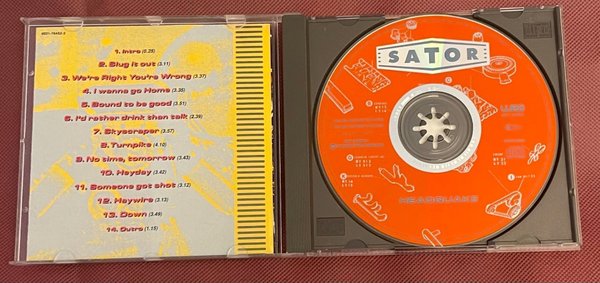 1. Intro (0.25)
2. Slug it out (3.11)
3. We're Right You're Wrong (3.37)
4. I wanna go Home (3.35)
5. Bound to be good (3.51)
6. I'd rather drink than talk (2.39)
7. Skyscraper (3.57)
8. Turnpike (4.10)
9. No time, tomorrow (3.43)
10. Heyday (3.42)
11. Someone got shot (3.12)
12. Haywire (3.13)
13. Down (3.49)
14. Outro (1.15)
SATOR
HEADQUAKE